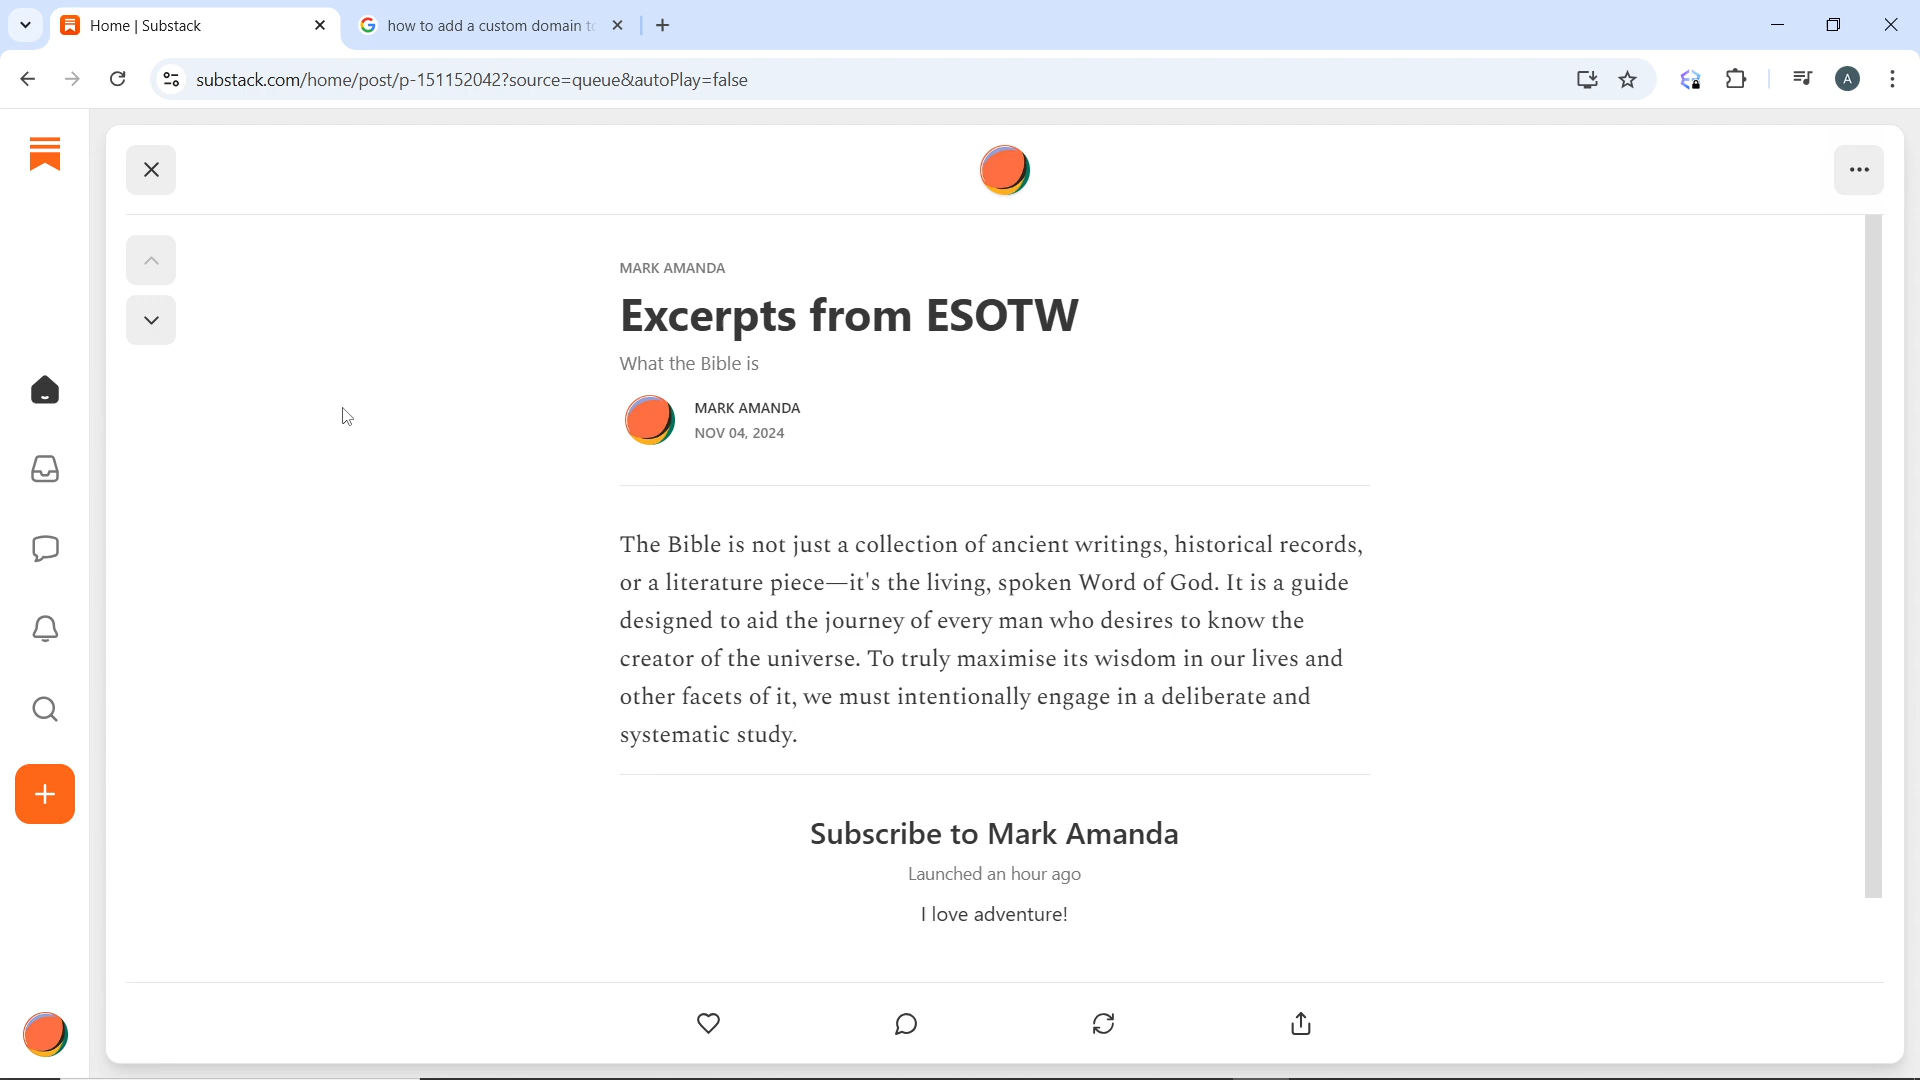 Home | Substack
how to add a custom domain to
substack.com/home/post/p-151152042?source=queue&autoPlay=false
A
MARK AMANDA
Excerpts from ESOTW
What the Bible is
MARK AMANDA
NOV 04, 2024
The Bible is not just a collection of ancient writings, historical records,
or a literature piece—it's the living, spoken Word of God. It is a guide
designed to aid the journey of every man who desires to know the
creator of the universe. To truly maximise its wisdom in our lives and
other facets of it, we must intentionally engage in a deliberate and
systematic study.
Subscribe to Mark Amanda
Launched an hour ago
I love adventure!